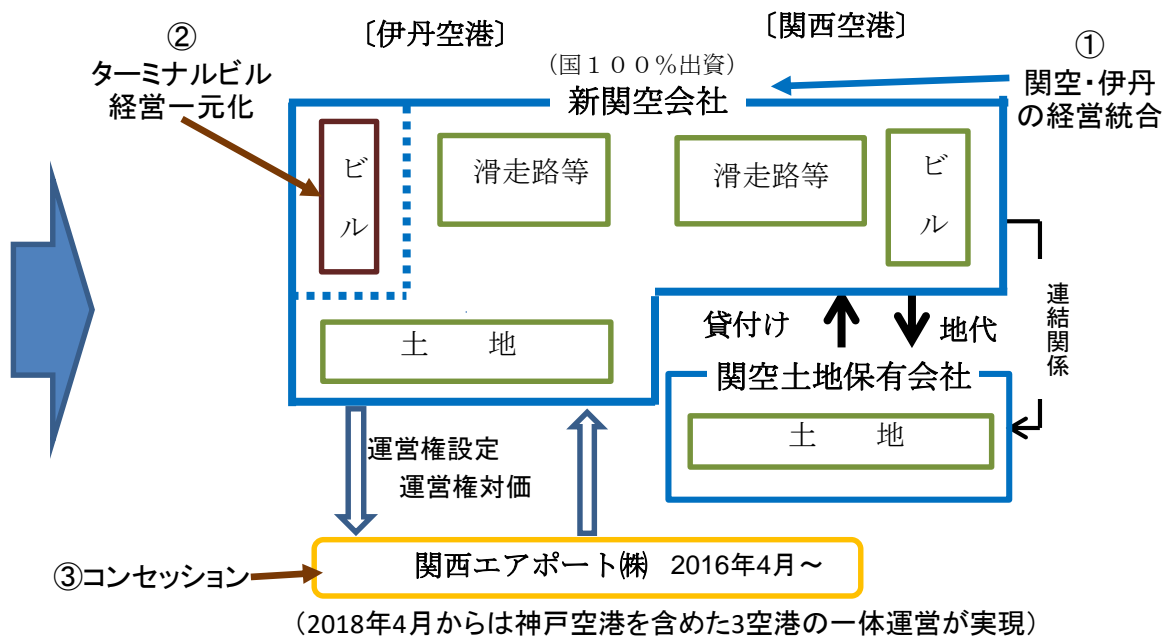 ②
ターミナルビル
経営一元化
〔伊丹空港〕
〔関西空港〕
①
関空・伊丹
の経営統合
（国１００％出資）
新関空会社
ビ
ル
滑走路等
滑走路等
ビ
ル
土　　地
貸付け
地代
連結関係
関空土地保有会社
土　　地
運営権設定
運営権対価
③コンセッション
関西エアポート㈱ 2016年4月～
（2018年4月からは神戸空港を含めた3空港の一体運営が実現）